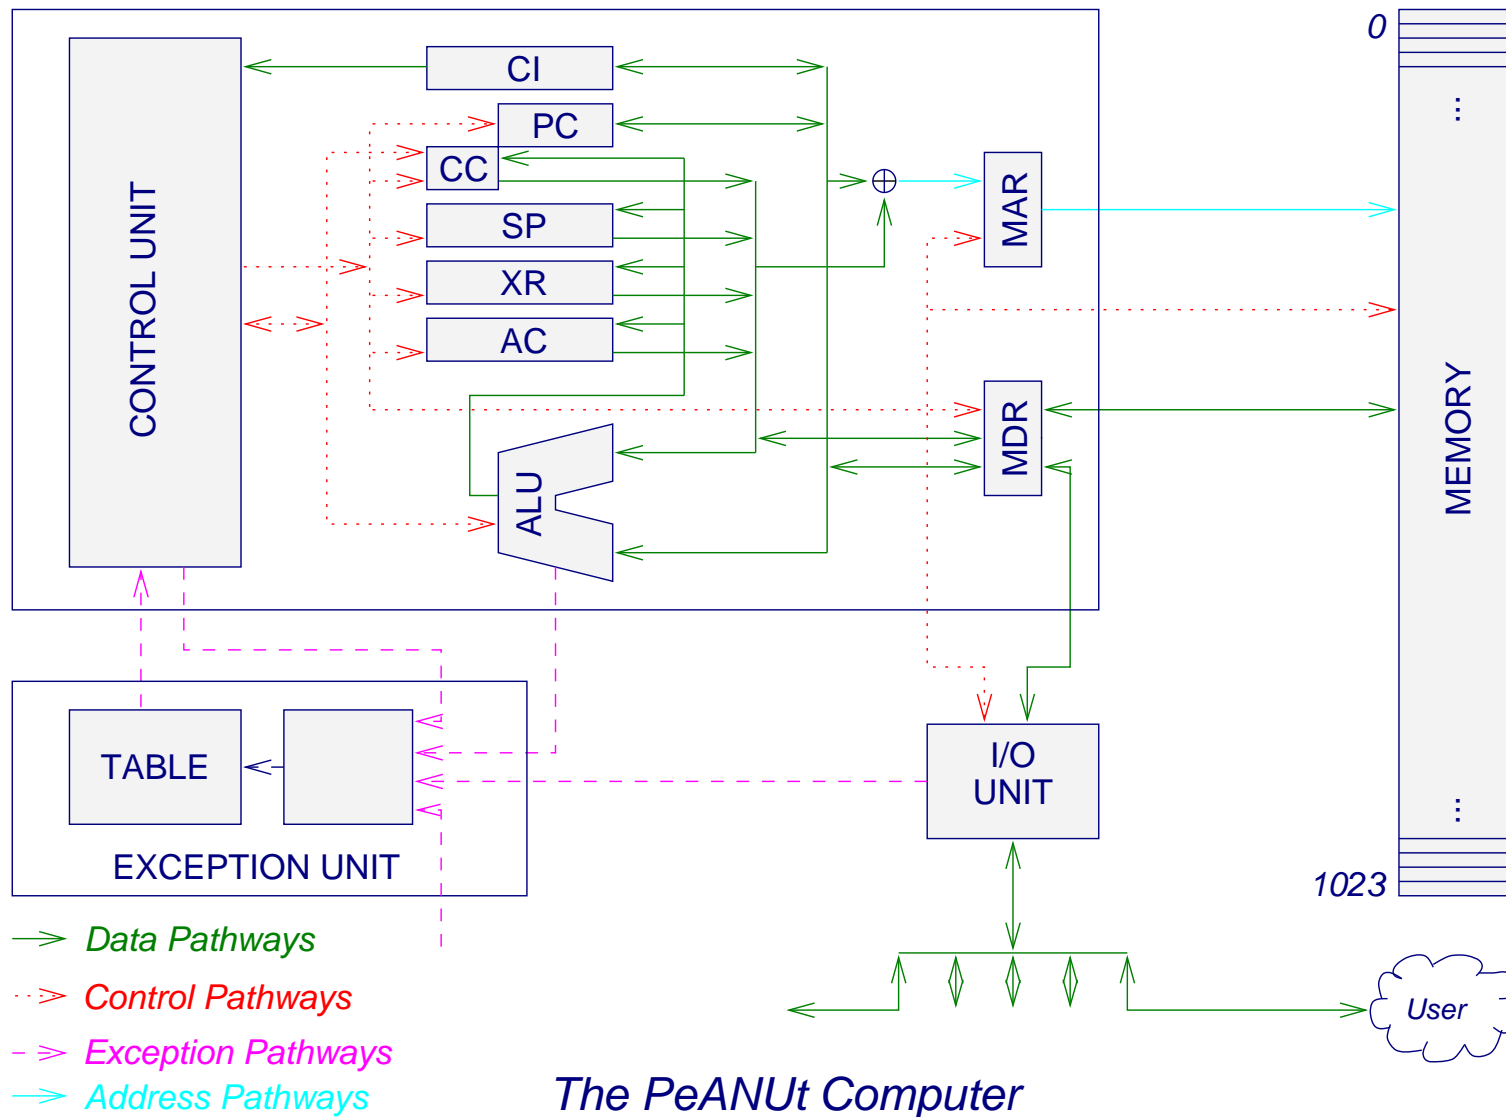 0
CI
PC
CC
SP
XR
AC
ALU
CONTROL UNIT
MAR
MDR
...
MEMORY
...
1023
TABLE
EXCEPTION UNIT
I/O
UNIT
User
Data Pathways
Control Pathways
Exception Pathways
Address Pathways
The PeANUt Computer